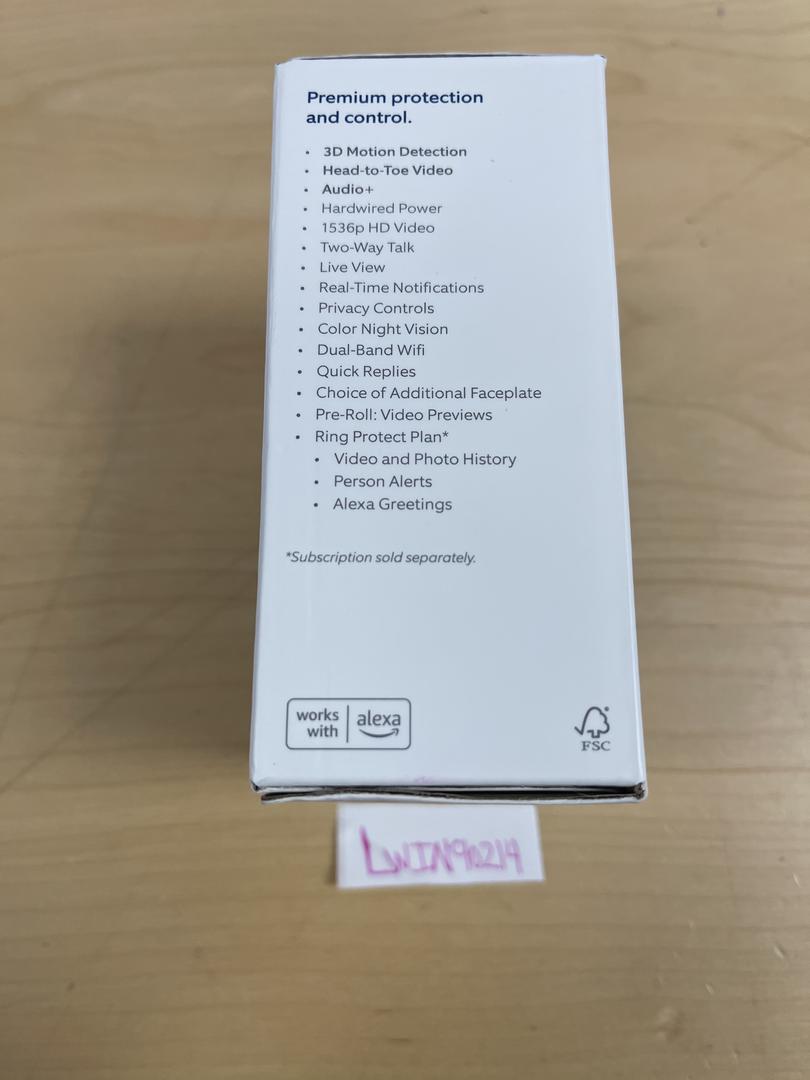 Premium protection
and control.
• 3D Motion Detection
• Head-to-Toe Video
• Audio+
• Hardwired Power
• 1536p HD Video
• Two-Way Talk
• Live View
• Real-Time Notifications
• Privacy Controls
• Color Night Vision
• Dual-Band Wifi
• Quick Replies
• Choice of Additional Faceplate
• Pre-Roll: Video Previews
• Ring Protect Plan*
• Video and Photo History
• Person Alerts
• Alexa Greetings
*Subscription sold separately.
works with | alexa
FSC
LWIN90214